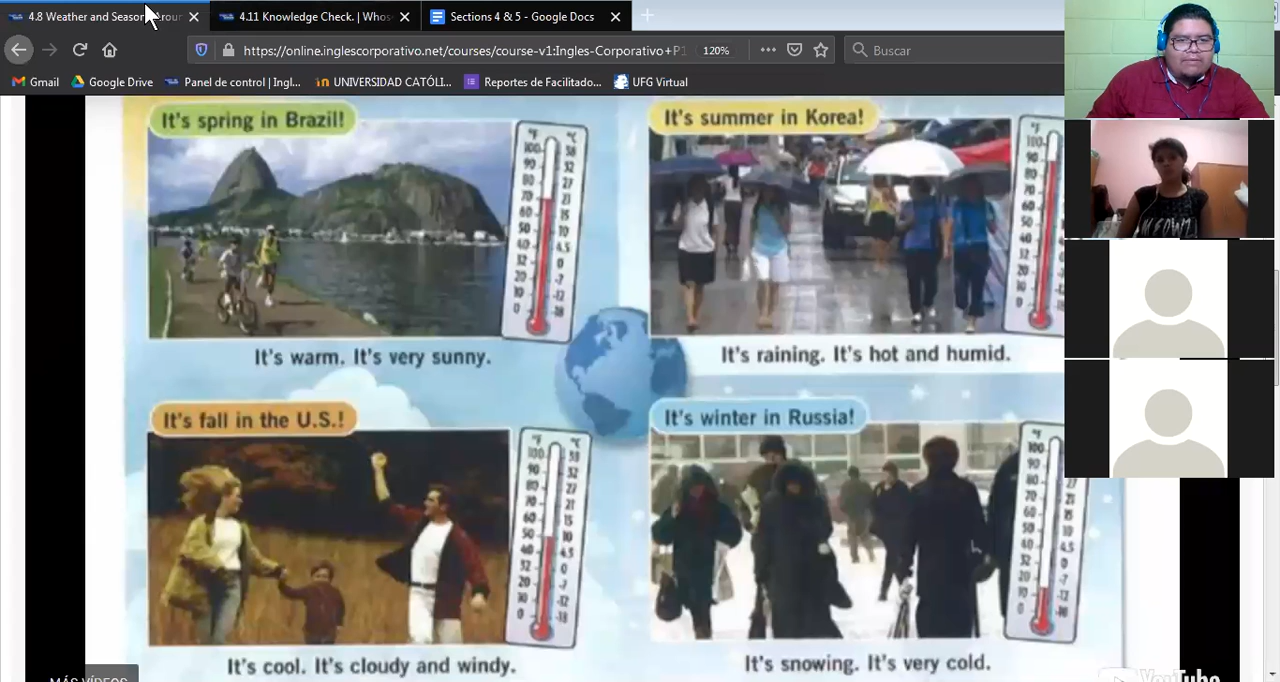 4.8 Weather and Season
4.11 Knowledge Check. | Whos
Sections 4 & 5 - Google Docs
https://online.inglescorporativo.net/courses/course-v1:Ingles-Corporativo+P1
120%
Buscar
Gmail
Google Drive
Panel de control | Ingl...
in UNIVERSIDAD CATÓLI...
Reportes de Facilitado...
UFG Virtual
It's spring in Brazil!
It's summer in Korea!
It's warm. It's very sunny.
It's raining. It's hot and humid.
It's fall in the U.S.!
It's winter in Russia!
It's cool. It's cloudy and windy.
It's snowing. It's very cold.
MÁS VÍDEOS
YouTube